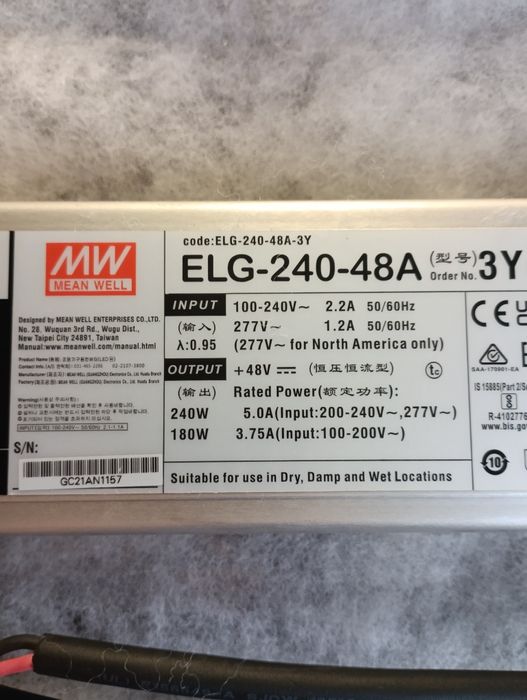 code:ELG-240-48A-3Y
MW
MEAN WELL
ELG-240-48A (型号) Order No. 3Y
Designed by MEAN WELL ENTERPRISES CO.,LTD.
No. 28, Wuquan 3rd Rd., Wugu Dist.,
New Taipei City 24891, Taiwan
Manual:www.meanwell.com/manual.html
INPUT 100-240V~ 2.2A 50/60Hz
(输入) 277V~ 1.2A 50/60Hz
λ:0.95 (277V~ for North America only)
OUTPUT +48V (恒压恒流型) tc
(输出) Rated Power(额定功率)
240W 5.0A(Input:200-240V~,277V~)
180W 3.75A(Input:100-200V~)
S/N:
GC21AN1157
Suitable for use in Dry, Damp and Wet Locations
CE
SAA-170901-EA
IS 15885(Part 2/Se
R-4102776
www.bis.gov
10